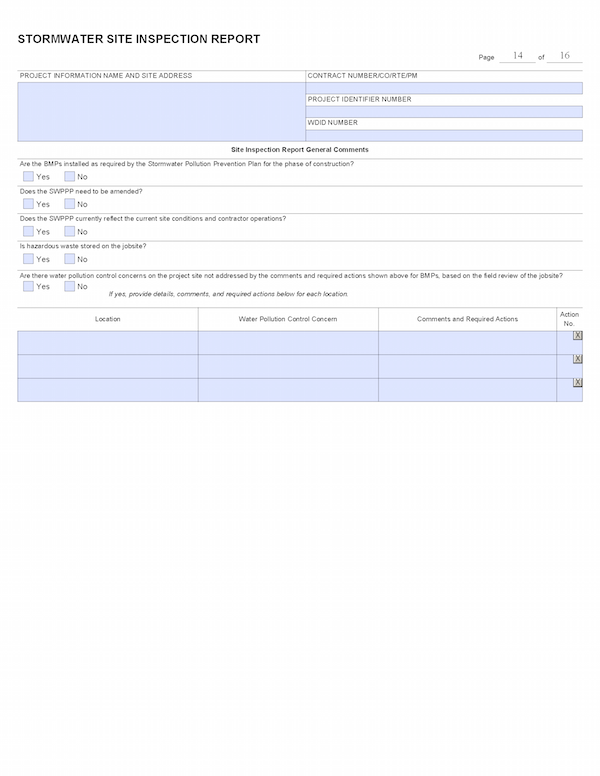 STORMWATER SITE INSPECTION REPORT
Page 14 of 16
PROJECT INFORMATION NAME AND SITE ADDRESS
CONTRACT NUMBER/CO/RTE/PM
PROJECT IDENTIFIER NUMBER
WDID NUMBER
Site Inspection Report General Comments
Are the BMPs installed as required by the Stormwater Pollution Prevention Plan for the phase of construction?
Yes No
Does the SWPPP need to be amended?
Yes No
Does the SWPPP currently reflect the current site conditions and contractor operations?
Yes No
Is hazardous waste stored on the jobsite?
Yes No
Are there water pollution control concerns on the project site not addressed by the comments and required actions shown above for BMPs, based on the field review of the jobsite?
Yes No
If yes, provide details, comments, and required actions below for each location.
Location Water Pollution Control Concern Comments and Required Actions Action
No.
X
X
X